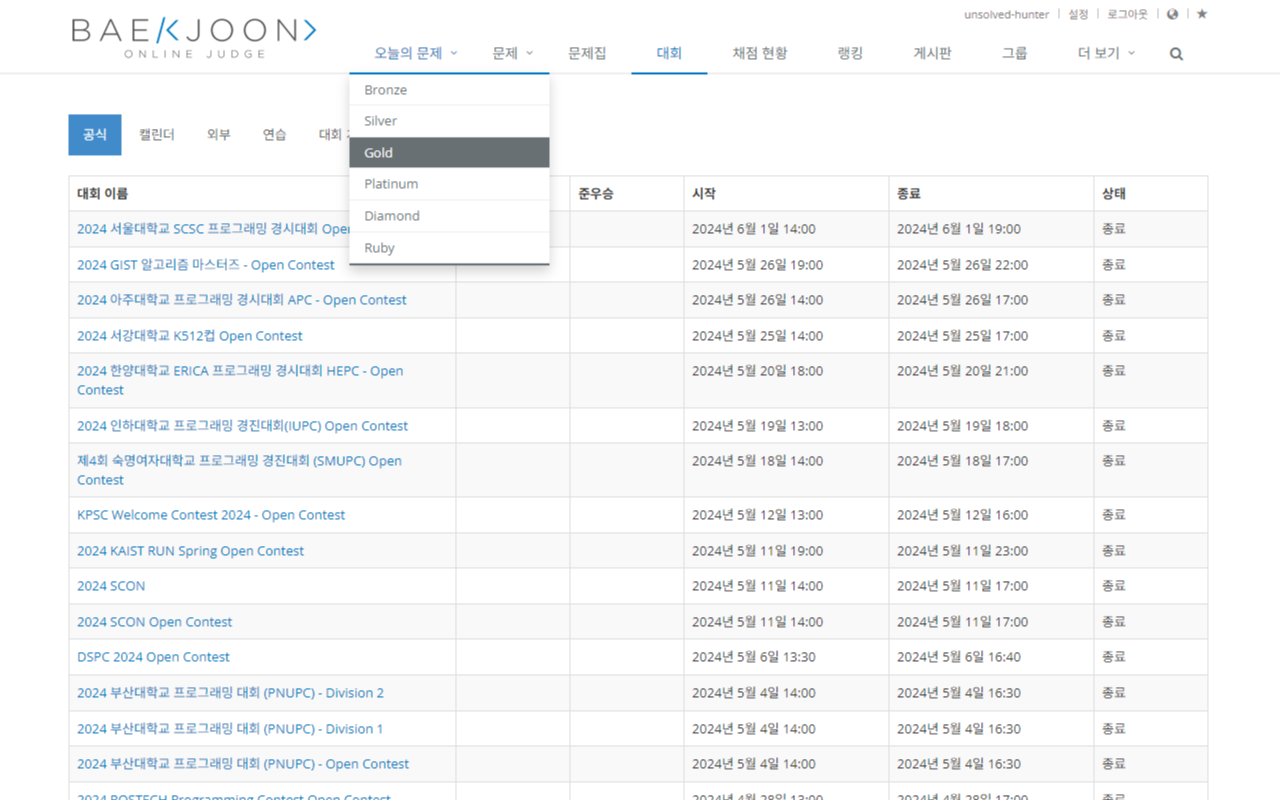 BAEKJOON>
ONLINE JUDGE
unsolved-hunter 설정 로그아웃
오늘의 문제 문제 문제집 대회 채점 현황 랭킹 게시판 그룹 더 보기
Bronze
Silver
Gold
Platinum
Diamond
Ruby
공식 캘린더 외부 연습 대회
대회 이름 준우승 시작 종료 상태
2024 서울대학교 SCSC 프로그래밍 경시대회 Open 2024년 6월 1일 14:00 2024년 6월 1일 19:00 종료
2024 GIST 알고리즘 마스터즈 - Open Contest 2024년 5월 26일 19:00 2024년 5월 26일 22:00 종료
2024 아주대학교 프로그래밍 경시대회 APC - Open Contest 2024년 5월 26일 14:00 2024년 5월 26일 17:00 종료
2024 서강대학교 K512컵 Open Contest 2024년 5월 25일 14:00 2024년 5월 25일 17:00 종료
2024 한양대학교 ERICA 프로그래밍 경시대회 HEPC - Open 2024년 5월 20일 18:00 2024년 5월 20일 21:00 종료
Contest
2024 인하대학교 프로그래밍 경진대회(IUPC) Open Contest 2024년 5월 19일 13:00 2024년 5월 19일 18:00 종료
제4회 숙명여자대학교 프로그래밍 경진대회 (SMUPC) Open 2024년 5월 18일 14:00 2024년 5월 18일 17:00 종료
Contest
KPSC Welcome Contest 2024 - Open Contest 2024년 5월 12일 13:00 2024년 5월 12일 16:00 종료
2024 KAIST RUN Spring Open Contest 2024년 5월 11일 19:00 2024년 5월 11일 23:00 종료
2024 SCON 2024년 5월 11일 14:00 2024년 5월 11일 17:00 종료
2024 SCON Open Contest 2024년 5월 11일 14:00 2024년 5월 11일 17:00 종료
DSPC 2024 Open Contest 2024년 5월 6일 13:30 2024년 5월 6일 16:40 종료
2024 부산대학교 프로그래밍 대회 (PNUPC) - Division 2 2024년 5월 4일 14:00 2024년 5월 4일 16:30 종료
2024 부산대학교 프로그래밍 대회 (PNUPC) - Division 1 2024년 5월 4일 14:00 2024년 5월 4일 16:30 종료
2024 부산대학교 프로그래밍 대회 (PNUPC) - Open Contest 2024년 5월 4일 14:00 2024년 5월 4일 16:30 종료
2024 POSTECH Programming Contest Open Contest 2024년 4월 28일 13:00 2024년 4월 28일 17:00 종료